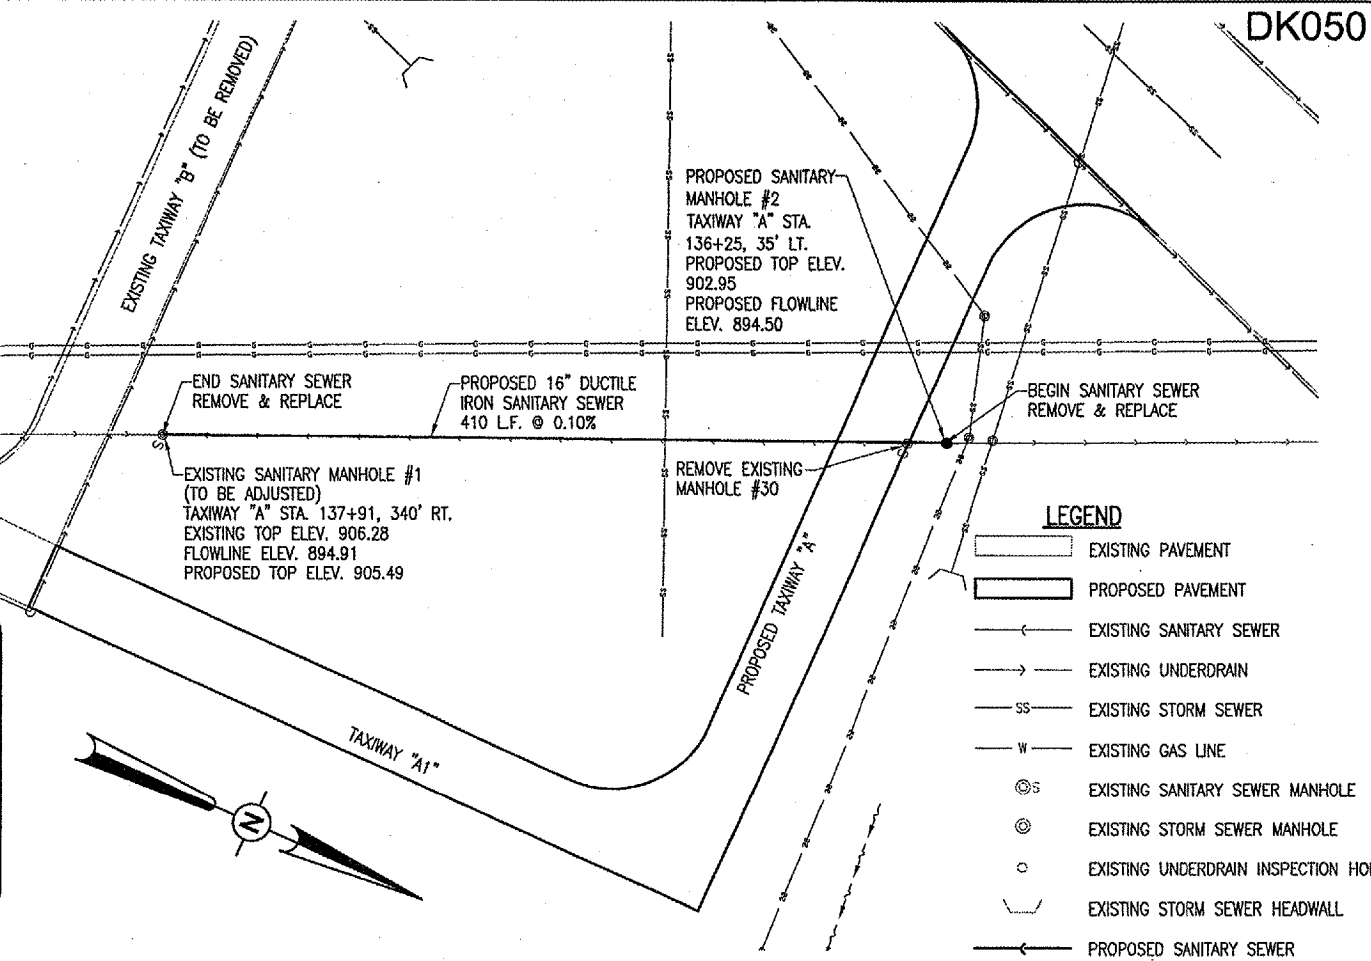 DK050
EXISTING TAXIWAY "B" (TO BE REMOVED)
PROPOSED SANITARY
MANHOLE #2
TAXIWAY "A" STA.
136+25, 35' LT.
PROPOSED TOP ELEV.
902.95
PROPOSED FLOWLINE
ELEV. 894.50
END SANITARY SEWER
REMOVE & REPLACE
PROPOSED 16" DUCTILE
IRON SANITARY SEWER
410 L.F. @ 0.10%
BEGIN SANITARY SEWER
REMOVE & REPLACE
EXISTING SANITARY MANHOLE #1
(TO BE ADJUSTED)
TAXIWAY "A" STA. 137+91, 340' RT.
EXISTING TOP ELEV. 906.28
FLOWLINE ELEV. 894.91
PROPOSED TOP ELEV. 905.49
REMOVE EXISTING
MANHOLE #30
PROPOSED TAXIWAY "A"
TAXIWAY "A1"
N
LEGEND
EXISTING PAVEMENT
PROPOSED PAVEMENT
EXISTING SANITARY SEWER
EXISTING UNDERDRAIN
SS EXISTING STORM SEWER
W EXISTING GAS LINE
S EXISTING SANITARY SEWER MANHOLE
EXISTING STORM SEWER MANHOLE
EXISTING UNDERDRAIN INSPECTION HO
EXISTING STORM SEWER HEADWALL
PROPOSED SANITARY SEWER